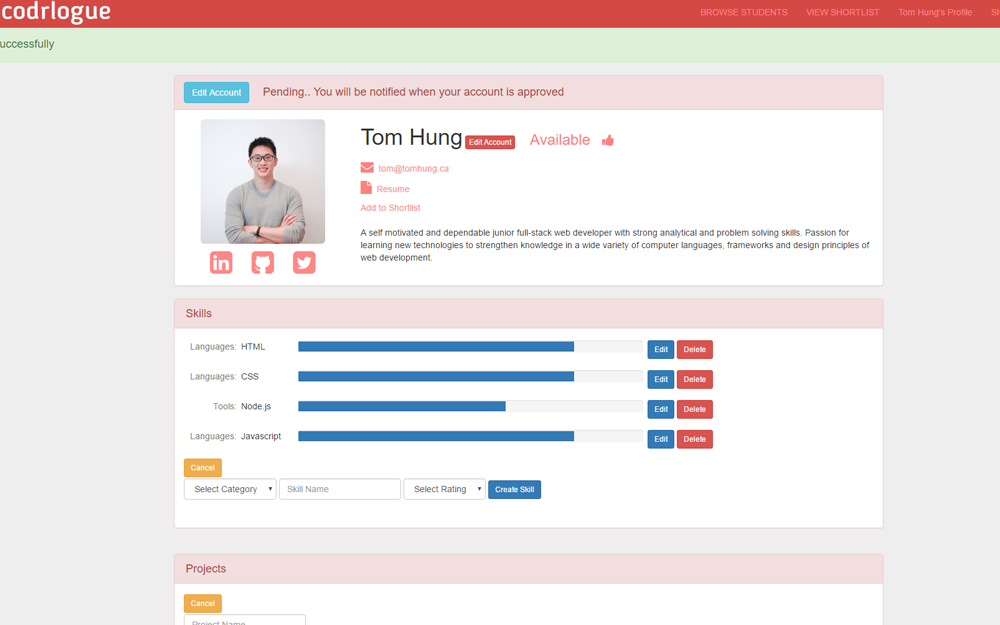 codrlogue
BROWSE STUDENTS VIEW SHORTLIST Tom Hung's Profile
uccessfully
Edit Account Pending.. You will be notified when your account is approved
Tom Hung Edit Account Available
tom@tomhung.ca
Resume
Add to Shortlist
A self motivated and dependable junior full-stack web developer with strong analytical and problem solving skills. Passion for
learning new technologies to strengthen knowledge in a wide variety of computer languages, frameworks and design principles of
web development.
in
Skills
Languages: HTML Edit Delete
Languages: CSS Edit Delete
Tools: Node.js Edit Delete
Languages: Javascript Edit Delete
Cancel
Select Category Skill Name Select Rating Create Skill
Projects
Cancel
Project Name